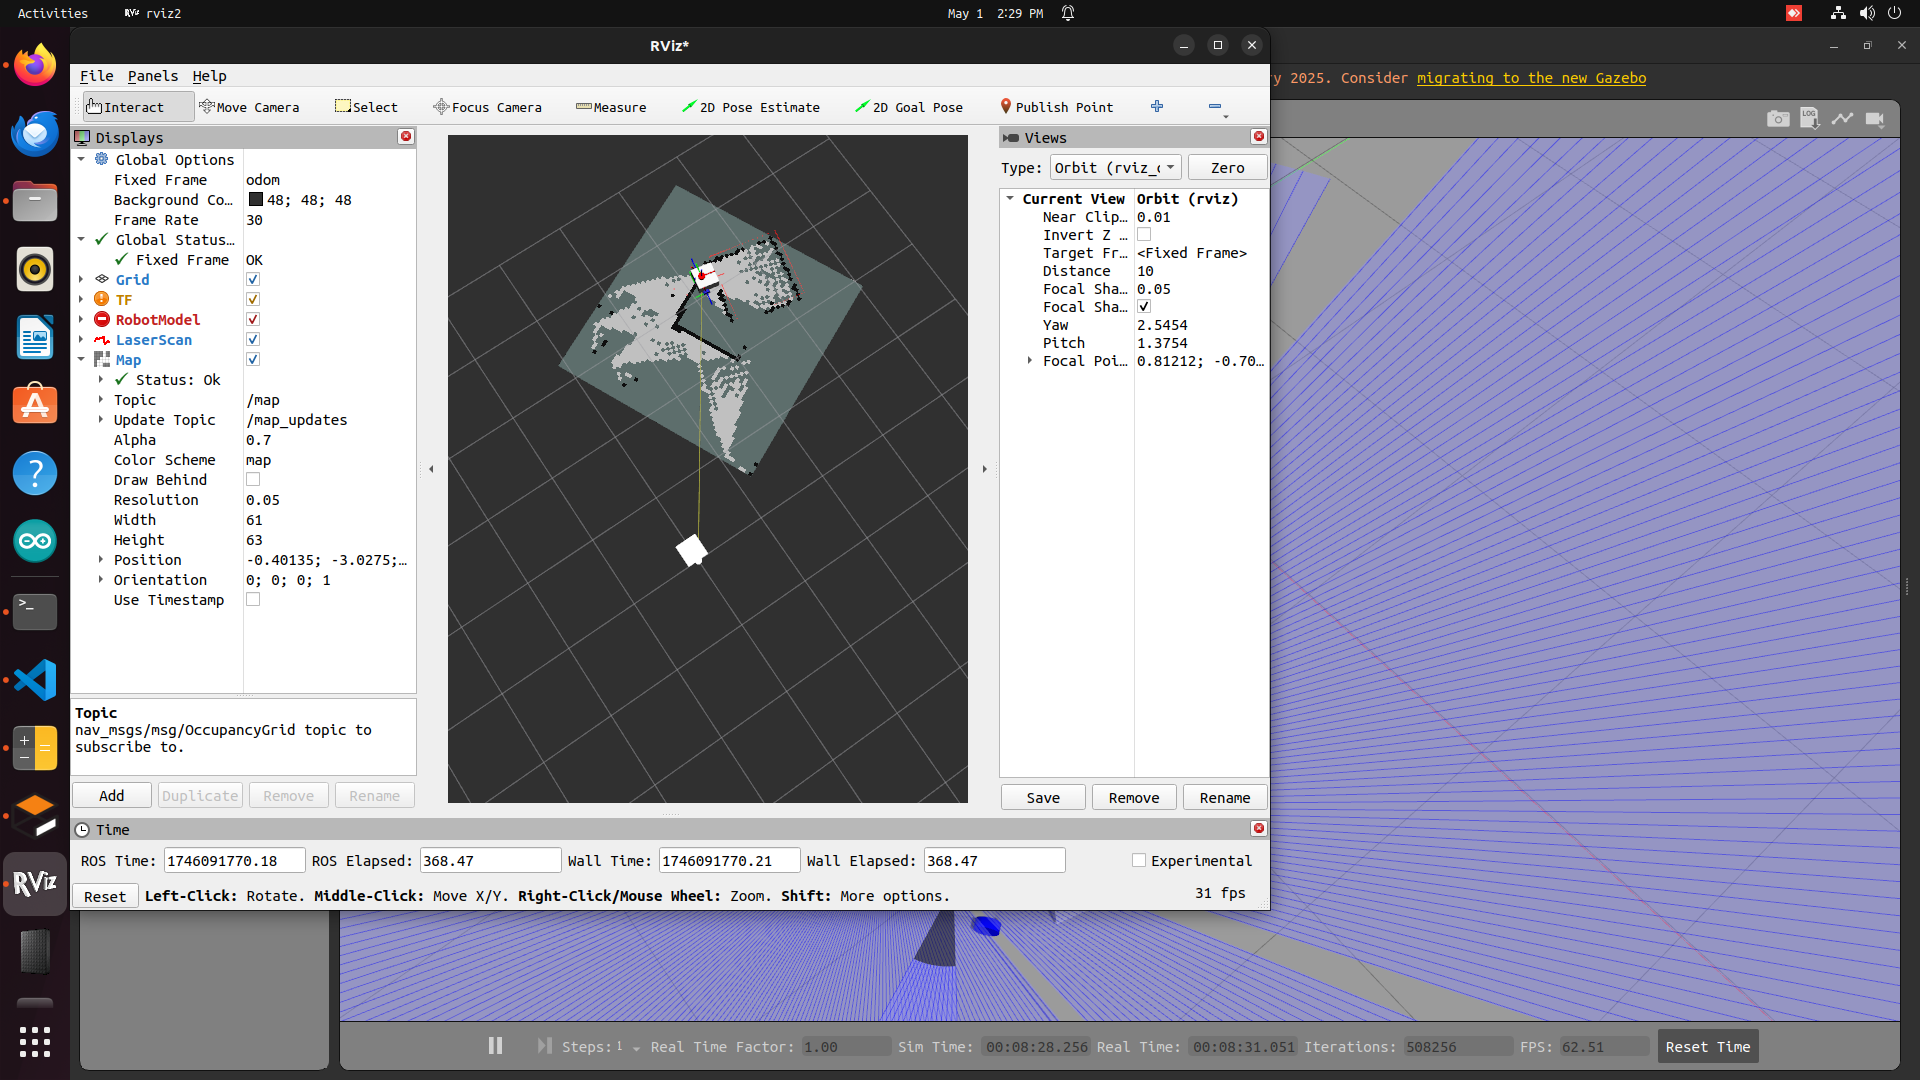 Activities
rviz2
May 1 2:29 PM
RViz*
y 2025. Consider migrating to the new Gazebo
File Panels Help
Interact
Move Camera
Select
Focus Camera
Measure
2D Pose Estimate
2D Goal Pose
Publish Point
LOG
Displays
Global Options
Fixed Frame odom
Background Co... 48; 48; 48
Frame Rate 30
Global Status...
Fixed Frame OK
Grid
TF
RobotModel
LaserScan
Map
Status: Ok
Topic /map
Update Topic /map_updates
Alpha 0.7
Color Scheme map
Draw Behind
Resolution 0.05
Width 61
Height 63
Position -0.40135; -3.0275;...
Orientation 0; 0; 0; 1
Use Timestamp
Topic
nav_msgs/msg/OccupancyGrid topic to
subscribe to.
Add Duplicate Remove Rename
Views
Type: Orbit (rviz_c Zero
Current View Orbit (rviz)
Near Clip... 0.01
Invert Z ...
Target Fr... <Fixed Frame>
Distance 10
Focal Sha... 0.05
Focal Sha...
Yaw 2.5454
Pitch 1.3754
Focal Poi... 0.81212; -0.70...
Save Remove Rename
Time
ROS Time: 1746091770.18 ROS Elapsed: 368.47 Wall Time: 1746091770.21 Wall Elapsed: 368.47 Experimental
Reset Left-Click: Rotate. Middle-Click: Move X/Y. Right-Click/Mouse Wheel: Zoom. Shift: More options. 31 fps
RViz
Steps: 1 Real Time Factor: 1.00 Sim Time: 00:08:28.256 Real Time: 00:08:31.051 Iterations: 508256 FPS: 62.51 Reset Time